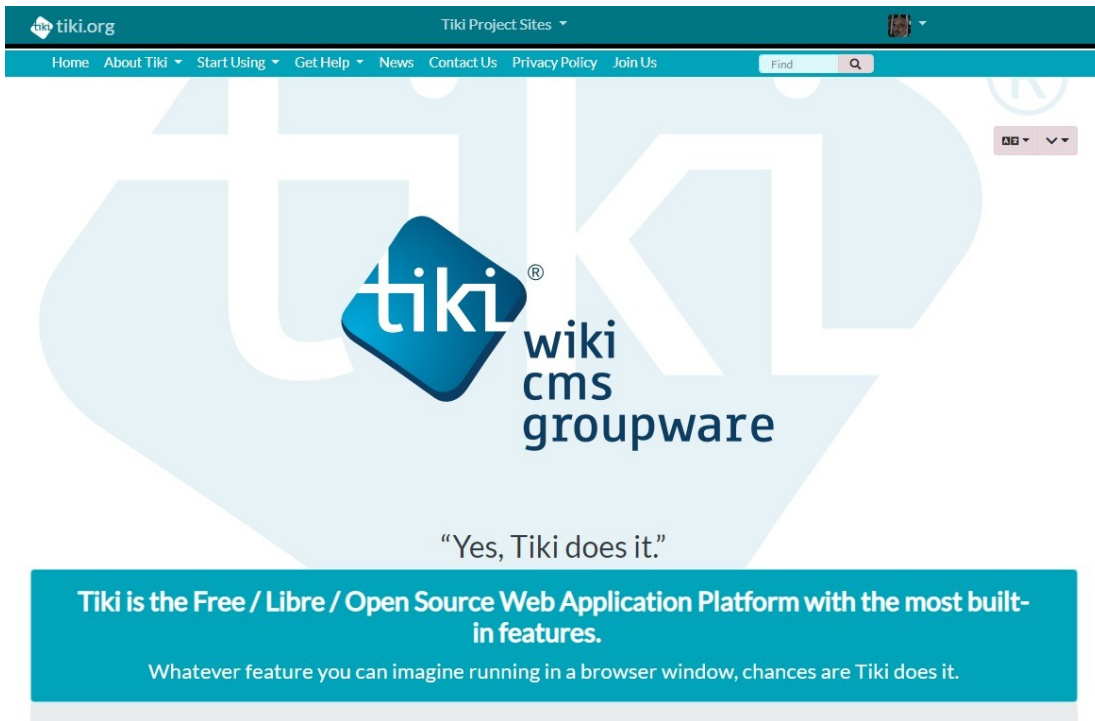 tiki tiki.org
Tiki Project Sites
Home About Tiki Start Using Get Help News Contact Us Privacy Policy Join Us
Find
tiki ®
tiki ®
wiki
cms
groupware
“Yes, Tiki does it.”
Tiki is the Free / Libre / Open Source Web Application Platform with the most built-
in features.
Whatever feature you can imagine running in a browser window, chances are Tiki does it.